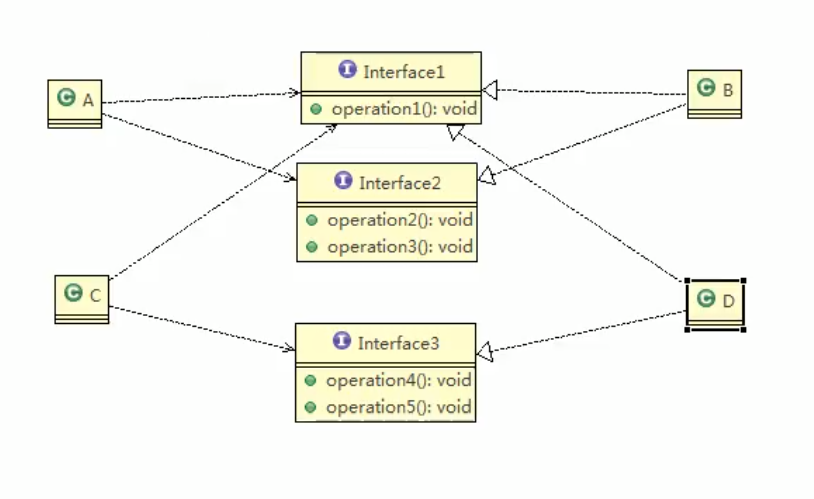 I Interface1
C A
C B
operation1(): void
I Interface2
operation2(): void
operation3(): void
C C
C D
I Interface3
operation4(): void
operation5(): void